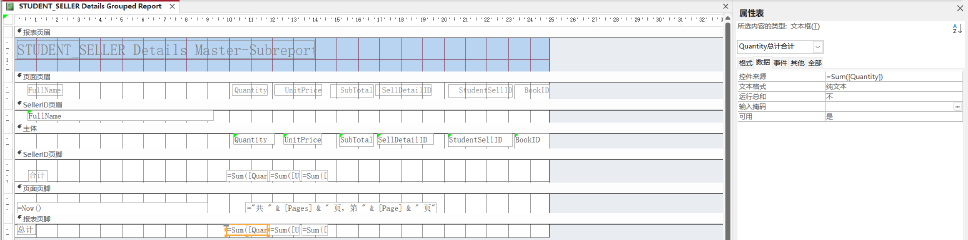 STUDENT_SELLER Details Grouped Report
报表页眉
STUDENT_SELLER Details Master-Subreport
页面页眉
FullName Quantity UnitPrice SubTotal SellDetailID StudentSellID BookID
SellerID页眉
FullName
主体
Quantity UnitPrice SubTotal SellDetailID StudentSellID BookID
SellerID页脚
合计 =Sum([Quar =Sum([U =Sum([
页面页脚
=Now() ="共 " & [Pages] & " 页，第 " & [Page] & " 页"
报表页脚
总计 =Sum([Quar =Sum([U =Sum([
属性表
所选内容的类型: 文本框(T)
Quantity总计合计
格式 数据 事件 其他 全部
控件来源 =Sum([Quantity])
文本格式 纯文本
运行总和 不
输入掩码
可用 是